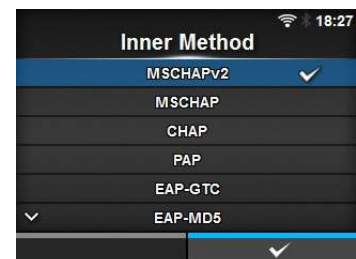 18:27
Inner Method
MSCHAPv2
MSCHAP
CHAP
PAP
EAP-GTC
EAP-MD5